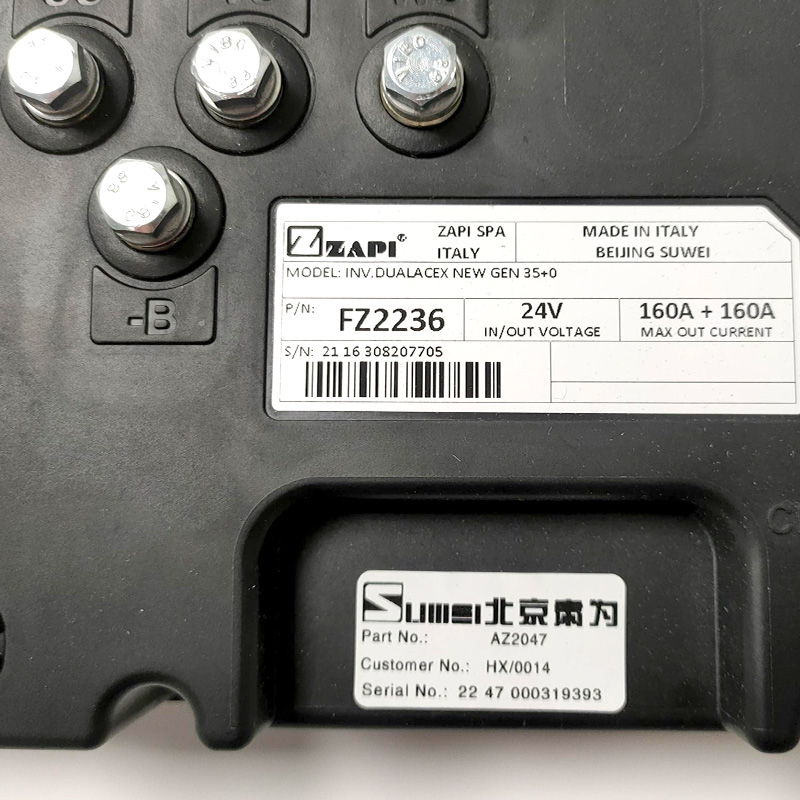 -B
ZAPI® ZAPI SPA ITALY
MADE IN ITALY
BEIJING SUWEI
MODEL: INV.DUALACEX NEW GEN 35+0
P/N: FZ2236
24V
IN/OUT VOLTAGE
160A + 160A
MAX OUT CURRENT
S/N: 21 16 308207705
SUWEI北京肃为
Part No.: AZ2047
Customer No.: HX/0014
Serial No.: 22 47 000319393
C